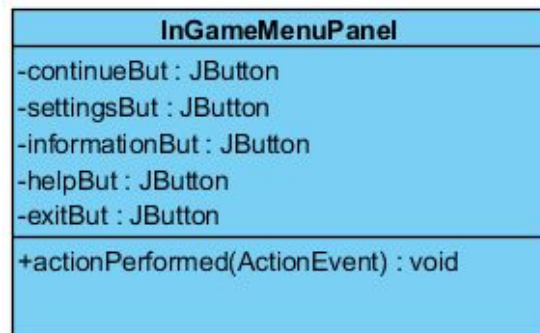 InGameMenuPanel
-continueBut : JButton
-settingsBut : JButton
-informationBut : JButton
-helpBut : JButton
-exitBut : JButton
+actionPerformed(ActionEvent) : void